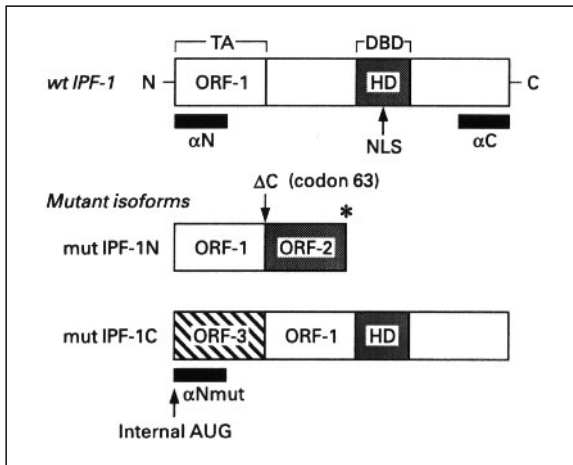 TA DBD
wt IPF-1 N ORF-1 HD C
αN NLS αC
ΔC (codon 63)
Mutant isoforms *
mut IPF-1N ORF-1 ORF-2
mut IPF-1C ORF-3 ORF-1 HD
αNmut
Internal AUG